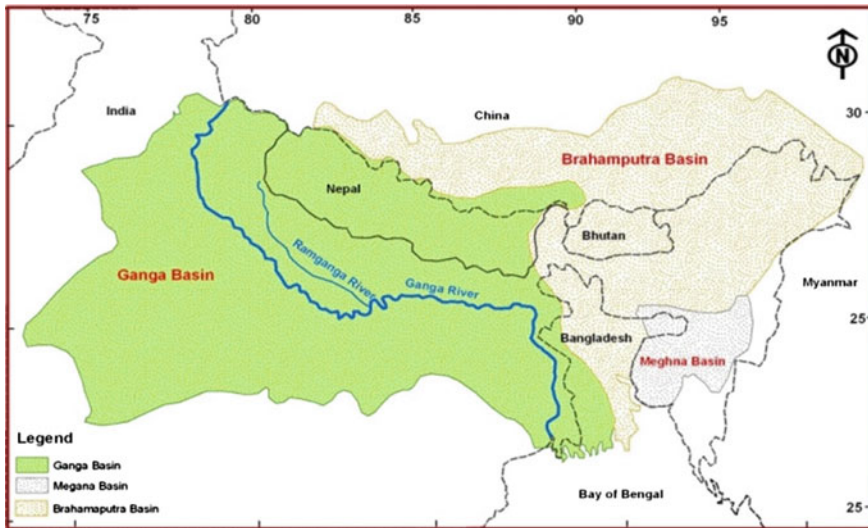 75
80
85
90
95
N
India
China
30
30
Brahamputra Basin
Nepal
Bhutan
Ganga Basin
Ramganga River
Ganga River
Myanmar
25
Bangladesh
Meghna Basin
Legend
Ganga Basin
Megana Basin
Brahamaputra Basin
Bay of Bengal
25